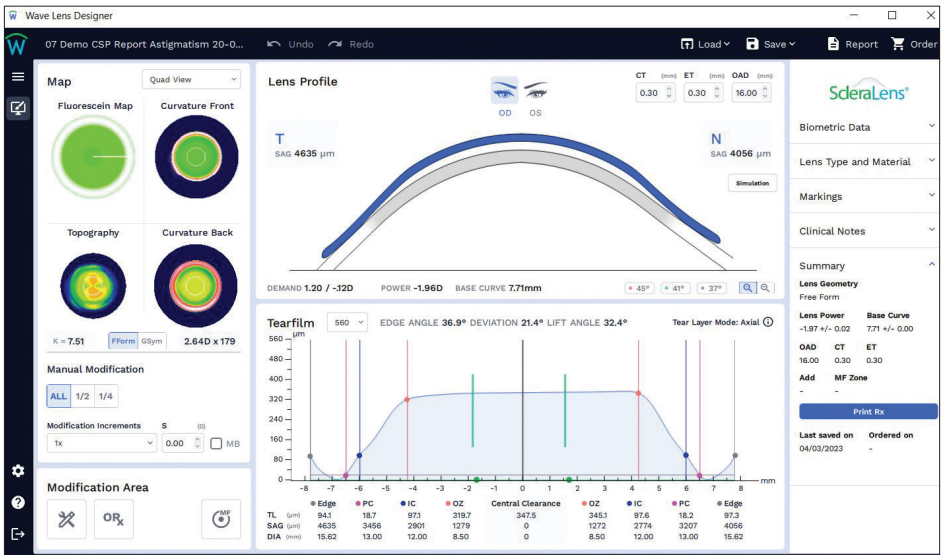 Wave Lens Designer
07 Demo CSP Report Astigmatism 20-0...
Undo Redo
Load Save Report Order
Map Quad View
Fluorescein Map Curvature Front
Topography Curvature Back
K = 7.51 FForm GSym 2.64D x 179
Manual Modification
ALL 1/2 1/4
Modification Increments S (D)
1x 0.00 MB
Modification Area
ORx MF
Lens Profile
CT (mm) ET (mm) OAD (mm)
0.30 0.30 16.00
OD OS
T
SAG 4635 μm
N
SAG 4056 μm
Simulation
DEMAND 1.20 / -.12D POWER -1.96D BASE CURVE 7.71mm
45° 41° 37°
Tearfilm 560 EDGE ANGLE 36.9° DEVIATION 21.4° LIFT ANGLE 32.4° Tear Layer Mode: Axial
μm
560
480
400
320
240
160
80
0
-8 -7 -6 -5 -4 -3 -2 -1 0 1 2 3 4 5 6 7 8 mm
Edge PC IC OZ Central Clearance OZ IC PC Edge
TL (μm) 94.1 18.7 97.1 319.7 347.5 345.1 97.6 18.2 97.3
SAG (μm) 4635 3456 2901 1279 0 1272 2774 3207 4056
DIA (mm) 15.62 13.00 12.00 8.50 0 8.50 12.00 13.00 15.62
ScleraLens®
Biometric Data
Lens Type and Material
Markings
Clinical Notes
Summary
Lens Geometry
Free Form
Lens Power Base Curve
-1.97 +/- 0.02 7.71 +/- 0.00
OAD CT ET
16.00 0.30 0.30
Add MF Zone
- -
Print Rx
Last saved on Ordered on
04/03/2023 -